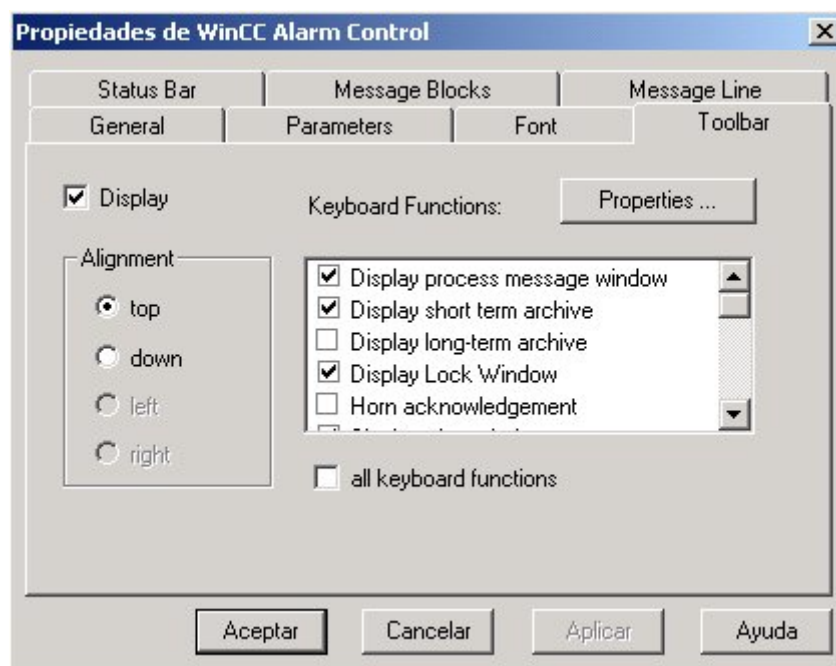 Propiedades de WinCC Alarm Control
Status Bar Message Blocks Message Line
General Parameters Font Toolbar
Display
Keyboard Functions:
Properties ...
Alignment
top
down
left
right
Display process message window
Display short term archive
Display long-term archive
Display Lock Window
Horn acknowledgement
all keyboard functions
Aceptar Cancelar Aplicar Ayuda